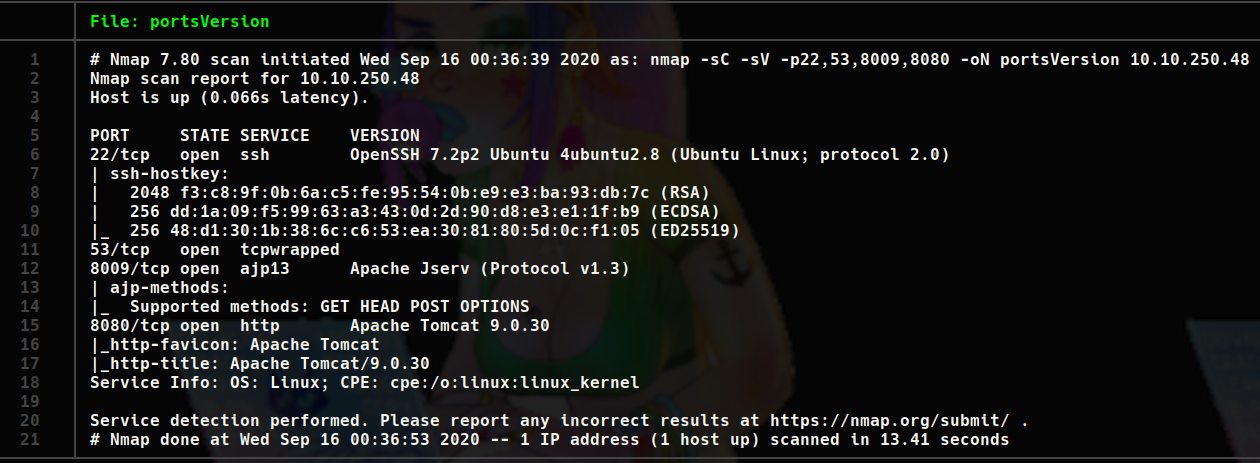 File: portsVersion
1 # Nmap 7.80 scan initiated Wed Sep 16 00:36:39 2020 as: nmap -sC -sV -p22,53,8009,8080 -oN portsVersion 10.10.250.48
2 Nmap scan report for 10.10.250.48
3 Host is up (0.066s latency).
4
5 PORT     STATE SERVICE    VERSION
6 22/tcp   open  ssh        OpenSSH 7.2p2 Ubuntu 4ubuntu2.8 (Ubuntu Linux; protocol 2.0)
7 | ssh-hostkey:
8 |   2048 f3:c8:9f:0b:6a:c5:fe:95:54:0b:e9:e3:ba:93:db:7c (RSA)
9 |   256 dd:1a:09:f5:99:63:a3:43:0d:2d:90:d8:e3:e1:1f:b9 (ECDSA)
10 |_  256 48:d1:30:1b:38:6c:c6:53:ea:30:81:80:5d:0c:f1:05 (ED25519)
11 53/tcp   open  tcpwrapped
12 8009/tcp open  ajp13      Apache Jserv (Protocol v1.3)
13 | ajp-methods:
14 |_  Supported methods: GET HEAD POST OPTIONS
15 8080/tcp open  http       Apache Tomcat 9.0.30
16 |_http-favicon: Apache Tomcat
17 |_http-title: Apache Tomcat/9.0.30
18 Service Info: OS: Linux; CPE: cpe:/o:linux:linux_kernel
19
20 Service detection performed. Please report any incorrect results at https://nmap.org/submit/ .
21 # Nmap done at Wed Sep 16 00:36:53 2020 -- 1 IP address (1 host up) scanned in 13.41 seconds